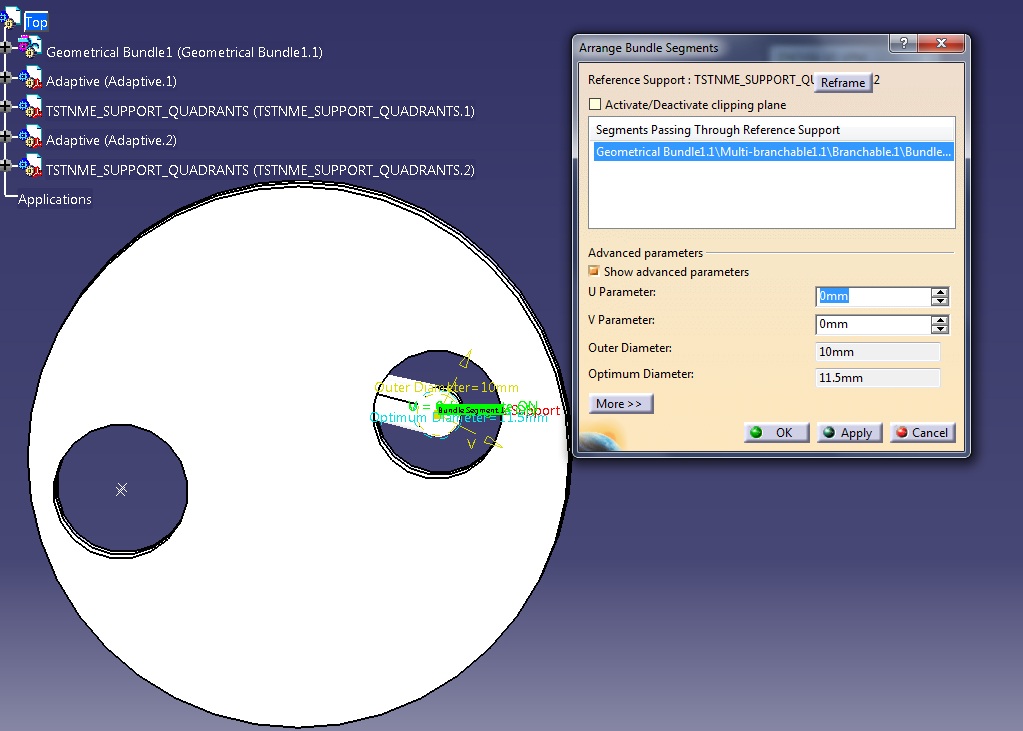 Top
Geometrical Bundle1 (Geometrical Bundle1.1)
Adaptive (Adaptive.1)
TSTNME_SUPPORT_QUADRANTS (TSTNME_SUPPORT_QUADRANTS.1)
Adaptive (Adaptive.2)
TSTNME_SUPPORT_QUADRANTS (TSTNME_SUPPORT_QUADRANTS.2)
Applications
Outer Diameter=10mm
Bundle Segment.1
Support
Optimum Diameter=11.5mm
V
Arrange Bundle Segments
Reference Support : TSTNME_SUPPORT_QU
Reframe
2
Activate/Deactivate clipping plane
Segments Passing Through Reference Support
Geometrical Bundle1.1\Multi-branchable1.1\Branchable.1\Bundle...
Advanced parameters
Show advanced parameters
U Parameter:
0mm
V Parameter:
0mm
Outer Diameter:
10mm
Optimum Diameter:
11.5mm
More >>
OK
Apply
Cancel